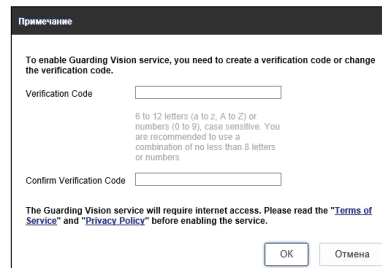 Примечание
To enable Guarding Vision service, you need to create a verification code or change
the verification code.
Verification Code
6 to 12 letters (a to z, A to Z) or
numbers (0 to 9), case sensitive. You
are recommended to use a
combination of no less than 8 letters
or numbers.
Confirm Verification Code
The Guarding Vision service will require internet access. Please read the "Terms of
Service" and "Privacy Policy" before enabling the service.
ОК Отмена